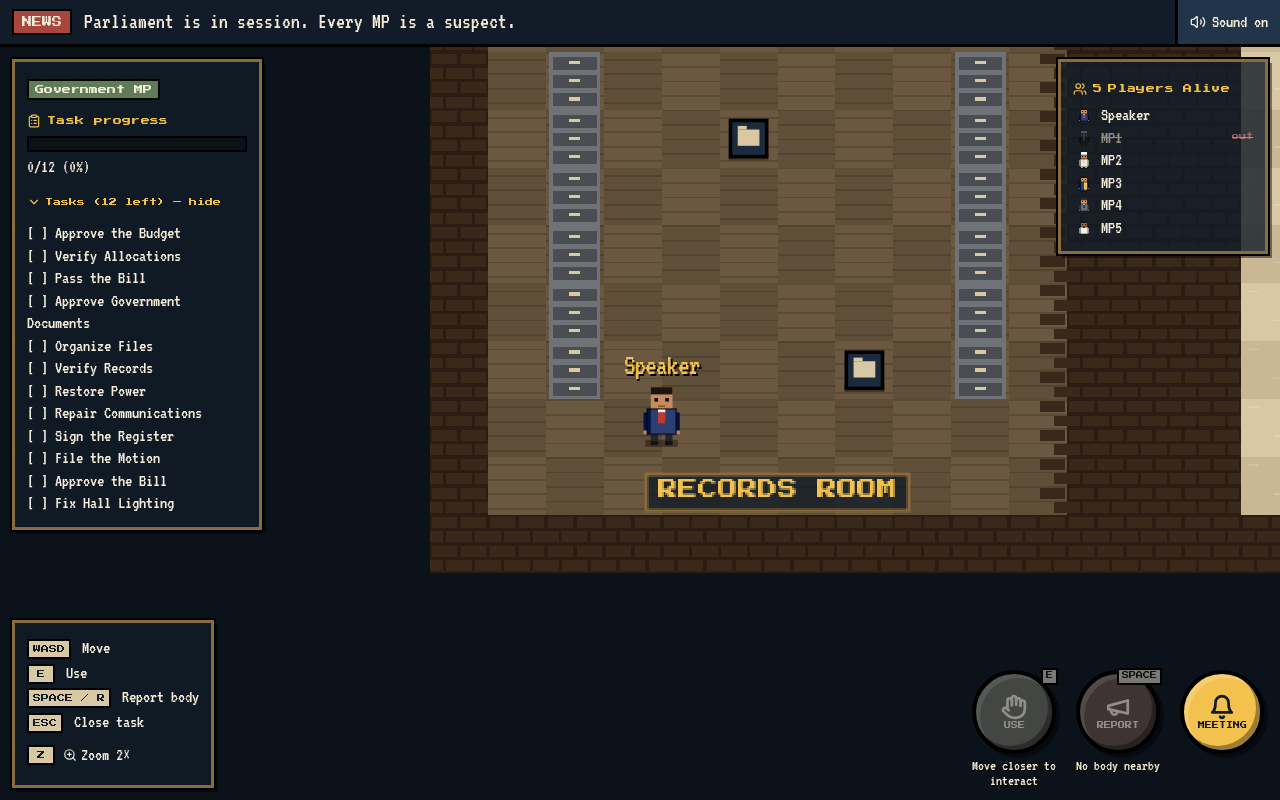 NEWS Parliament is in session. Every MP is a suspect.
Sound on
Government MP
Task progress
0/12 (0%)
Tasks (12 left) — hide
[ ] Approve the Budget
[ ] Verify Allocations
[ ] Pass the Bill
[ ] Approve Government
Documents
[ ] Organize Files
[ ] Verify Records
[ ] Restore Power
[ ] Repair Communications
[ ] Sign the Register
[ ] File the Motion
[ ] Approve the Bill
[ ] Fix Hall Lighting
5 Players Alive
Speaker
MP1 out
MP2
MP3
MP4
MP5
Speaker
RECORDS ROOM
WASD Move
E Use
SPACE / R Report body
ESC Close task
Z Zoom 2X
E
USE
Move closer to
interact
SPACE
REPORT
No body nearby
MEETING